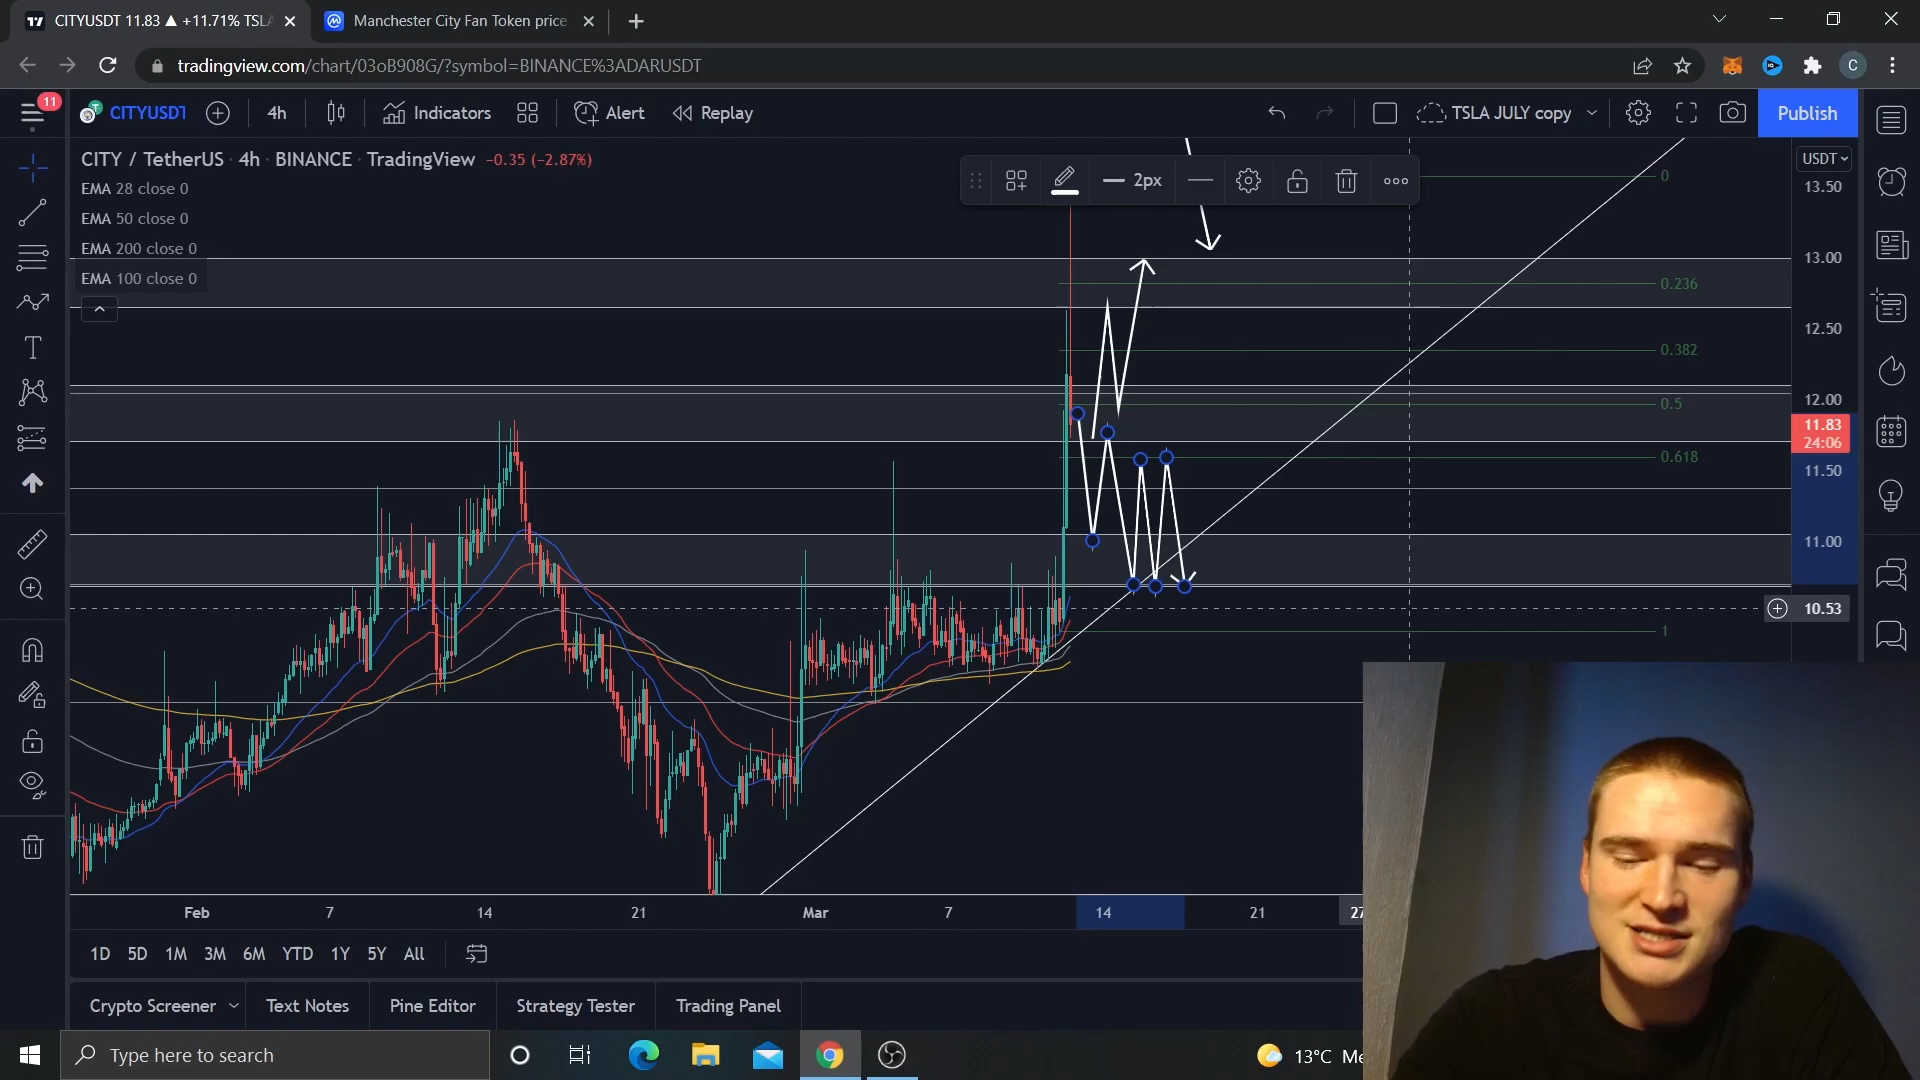 CITYUSDT 11.83 ▲ +11.71% TSLA
Manchester City Fan Token price
tradingview.com/chart/03oB908G/?symbol=BINANCE%3ADARUSDT
C
11
CITYUSDT
4h
Indicators
Alert
Replay
TSLA JULY copy
Publish
CITY / TetherUS · 4h · BINANCE · TradingView −0.35 (−2.87%)
EMA 28 close 0
EMA 50 close 0
EMA 200 close 0
EMA 100 close 0
2px
USDT
0
13.50
13.00
0.236
12.50
0.382
12.00
0.5
11.83
24:06
0.618
11.50
11.00
10.53
1
Feb 7 14 21 Mar 7 14 21 27
1D 5D 1M 3M 6M YTD 1Y 5Y All
Crypto Screener Text Notes Pine Editor Strategy Tester Trading Panel
Type here to search
13°C